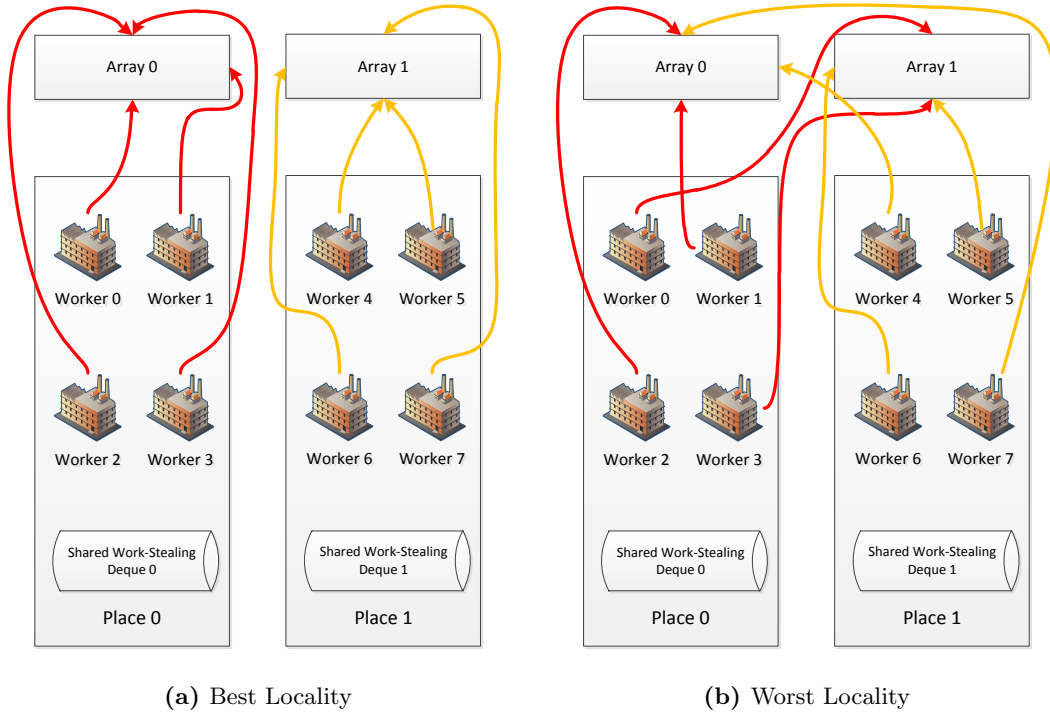 Array 0
Array 1
Array 0
Array 1
Worker 0
Worker 1
Worker 4
Worker 5
Worker 0
Worker 1
Worker 4
Worker 5
Worker 2
Worker 3
Worker 6
Worker 7
Worker 2
Worker 3
Worker 6
Worker 7
Shared Work-Stealing
Deque 0
Shared Work-Stealing
Deque 1
Shared Work-Stealing
Deque 0
Shared Work-Stealing
Deque 1
Place 0
Place 1
Place 0
Place 1
(a) Best Locality
(b) Worst Locality